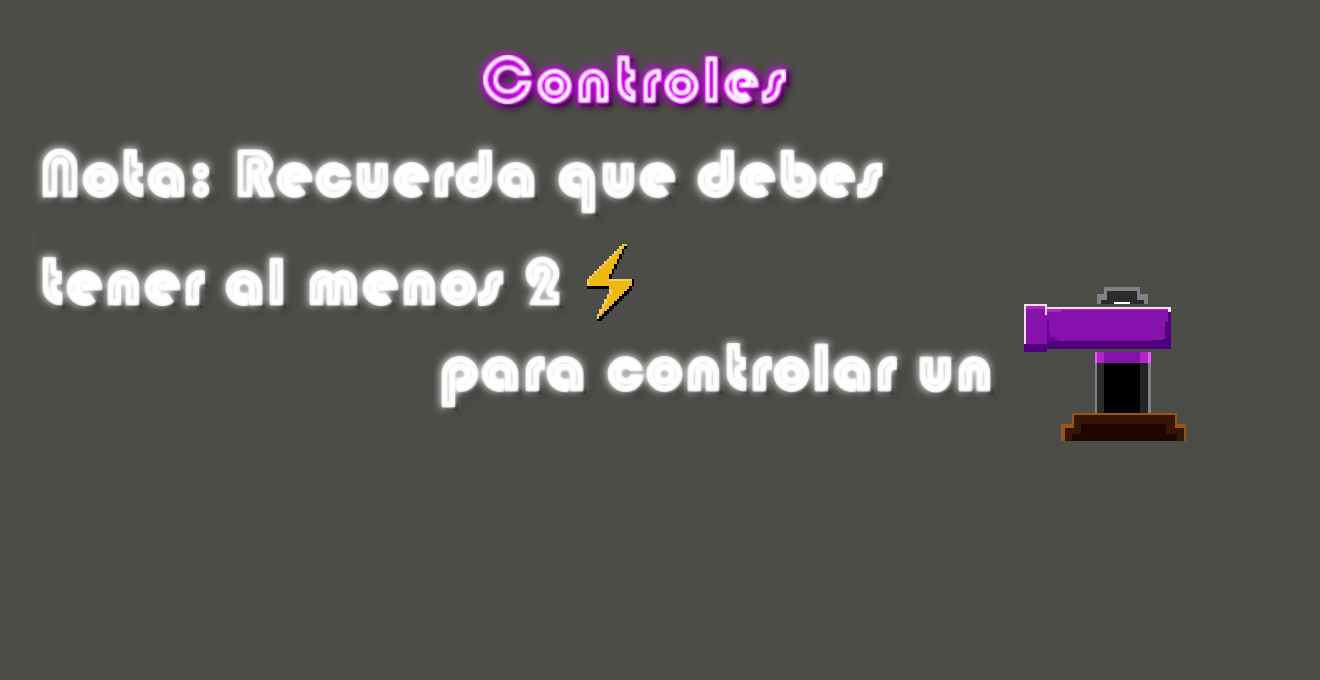 Controles
Nota: Recuerda que debes
tener al menos 2
para controlar un